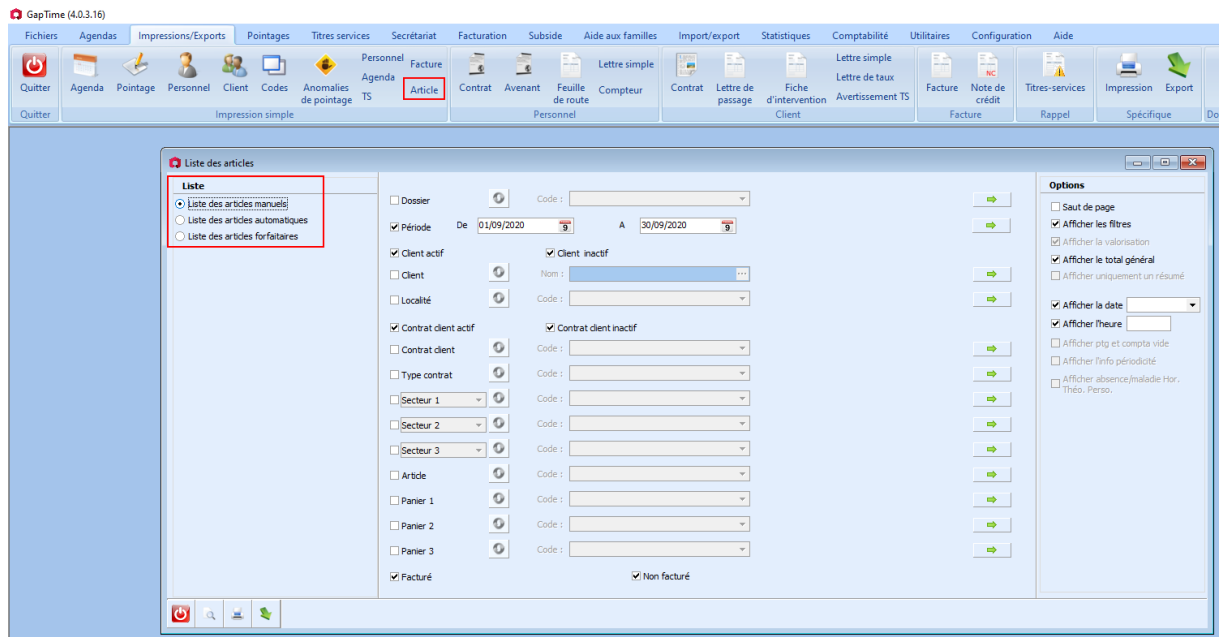 GapTime (4.0.3.16)
Fichiers Agendas Impressions/Exports Pointages Titres services Secrétariat Facturation Subside Aide aux familles Import/export Statistiques Comptabilité Utilitaires Configuration Aide
Quitter
Agenda Pointage Personnel Client Codes Anomalies de pointage
Personnel
Agenda
TS
Facture
Article
Contrat Avenant Feuille de route
Lettre simple
Compteur
Contrat Lettre de passage Fiche d'intervention
Lettre simple
Lettre de taux
Avertissement TS
Facture Note de crédit
NC
Titres-services
Impression Export
Quitter Impression simple Personnel Client Facture Rappel Spécifique Do
Liste des articles
Liste
Liste des articles manuels
Liste des articles automatiques
Liste des articles forfaitaires
Dossier Code :
Période De 01/09/2020 9 A 30/09/2020 9
Client actif Client inactif
Client Nom : ...
Localité Code :
Contrat client actif Contrat client inactif
Contrat client Code :
Type contrat Code :
Secteur 1 Code :
Secteur 2 Code :
Secteur 3 Code :
Article Code :
Panier 1 Code :
Panier 2 Code :
Panier 3 Code :
Facturé Non facturé
Options
Saut de page
Afficher les filtres
Afficher la valorisation
Afficher le total général
Afficher uniquement un résumé
Afficher la date
Afficher l'heure
Afficher ptg et compta vide
Afficher l'info périodicité
Afficher absence/maladie Hor.
Théo. Perso.